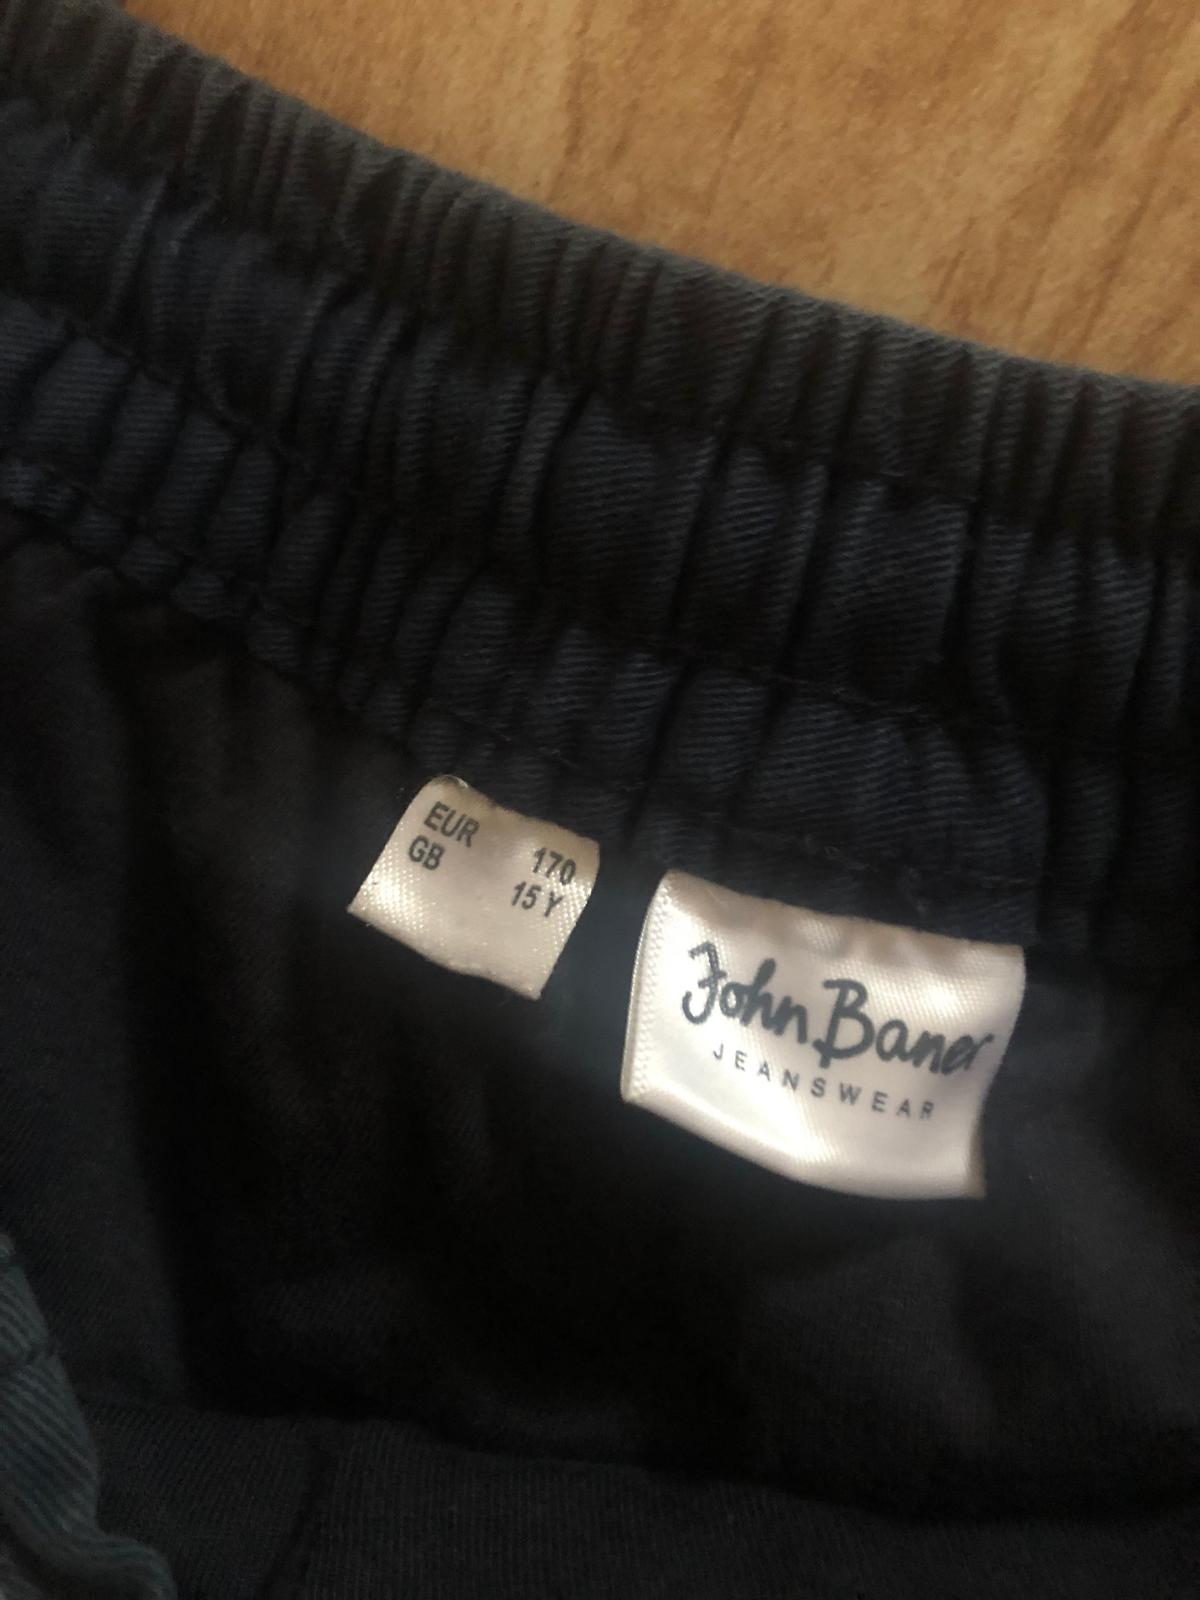 EUR 170
GB 15 Y
John Baner
JEANSWEAR